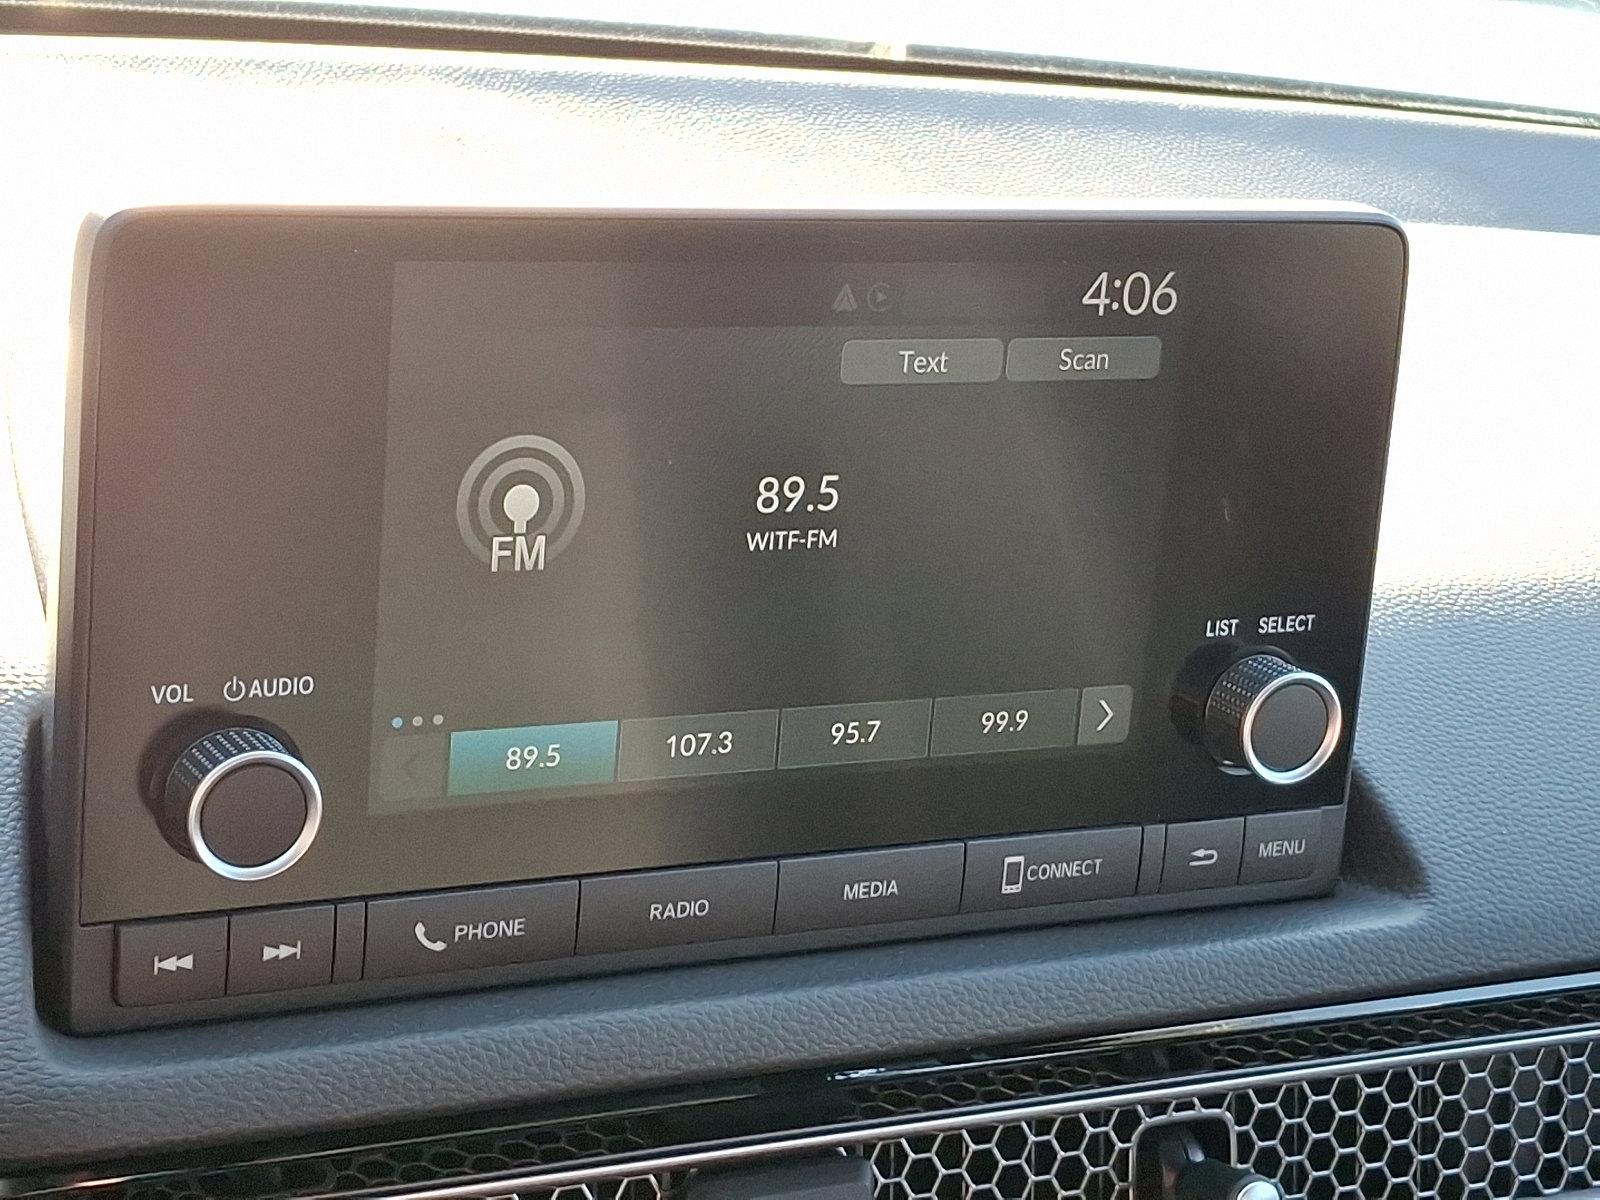 4:06
Text Scan
FM
89.5
WITF-FM
LIST SELECT
VOL AUDIO
89.5 107.3 95.7 99.9
PHONE RADIO MEDIA CONNECT MENU